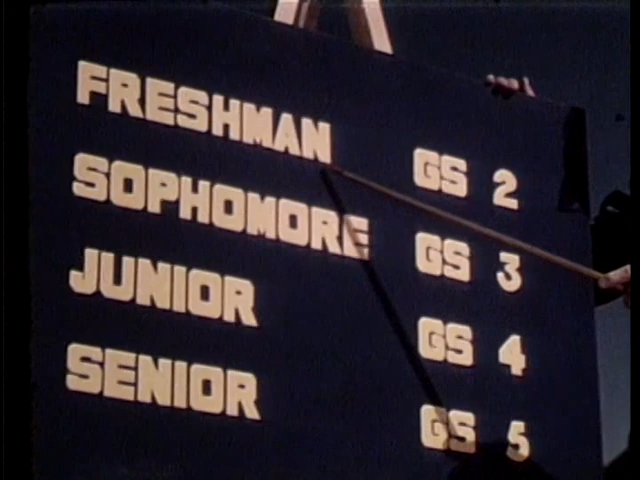 FRESHMAN GS 2
SOPHOMORE GS 3
JUNIOR GS 4
SENIOR GS 5